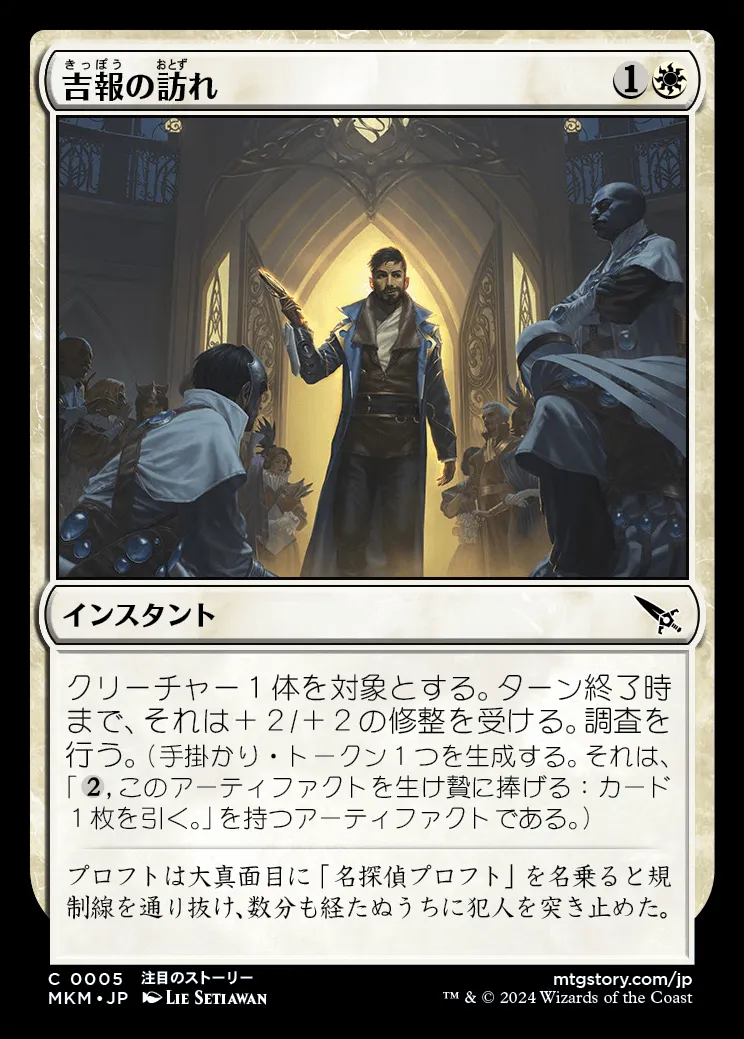 きっぽう おとず
吉報の訪れ
1
インスタント
クリーチャー1体を対象とする。ターン終了時
まで、それは+2/+2の修整を受ける。調査を
行う。(手掛かり・トークン1つを生成する。それは、
「2,このアーティファクトを生け贄に捧げる:カード
1枚を引く。」を持つアーティファクトである。)
プロフトは大真面目に「名探偵プロフト」を名乗ると規
制線を通り抜け、数分も経たぬうちに犯人を突き止めた。
C 0005 注目のストーリー
mtgstory.com/jp
MKM • JP LIE SETIAWAN
™ & © 2024 Wizards of the Coast